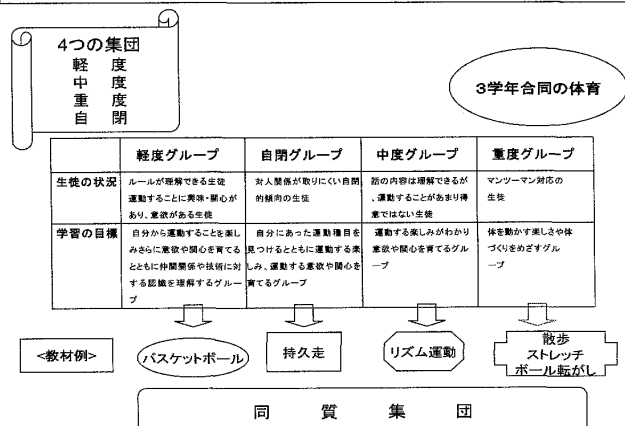 4つの集団
軽 度
中 度
重 度
自 閉
3学年合同の体育
軽度グループ
自閉グループ
中度グループ
重度グループ
生徒の状況
ルールが理解できる生徒
運動することに興味・関心が
あり、意欲がある生徒
対人関係が取りにくい自閉
的傾向の生徒
話の内容は理解できるが
、運動することがあまり得
意ではない生徒
マンツーマン対応の
生徒
学習の目標
自分から運動することを楽し
みさらに意欲や関心を育てる
とともに仲間関係や技術に対
する認識を理解するグルー
プ
自分にあった運動種目を
見つけるとともに運動する楽
しみ、運動する意欲や関心を
育てるグループ
運動する楽しみがわかり
意欲や関心を育てるグル
ープ
体を動かす楽しさや体
づくりをめざすグル
ープ
<教材例>
バスケットボール
持久走
リズム運動
散歩
ストレッチ
ボール転がし
同 質 集 団